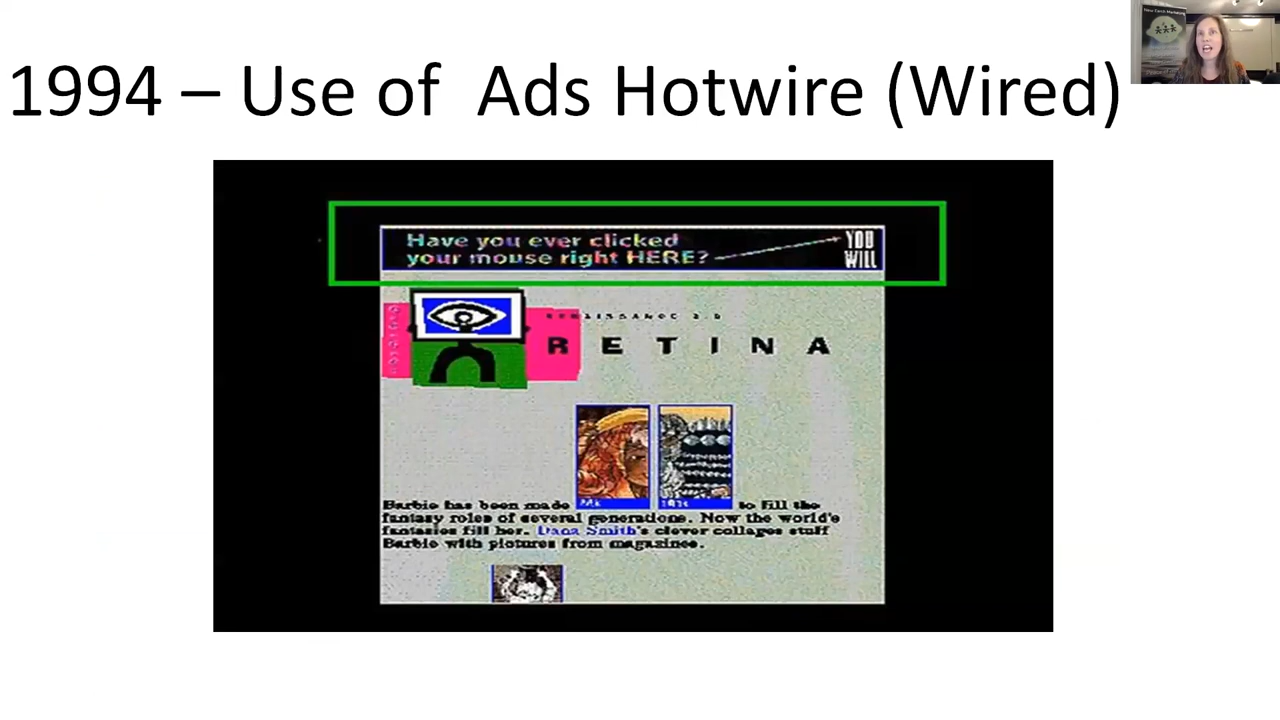 1994 – Use of Ads Hotwire (Wired)
Have you ever clicked
your mouse right HERE?
YOU
WILL
RETINA
Barbie has been made to fill the
fantasy roles of several generations. Now the world's
fantasies fill her. Dana Smith's clever collages stuff
Barbie with pictures from magazines.